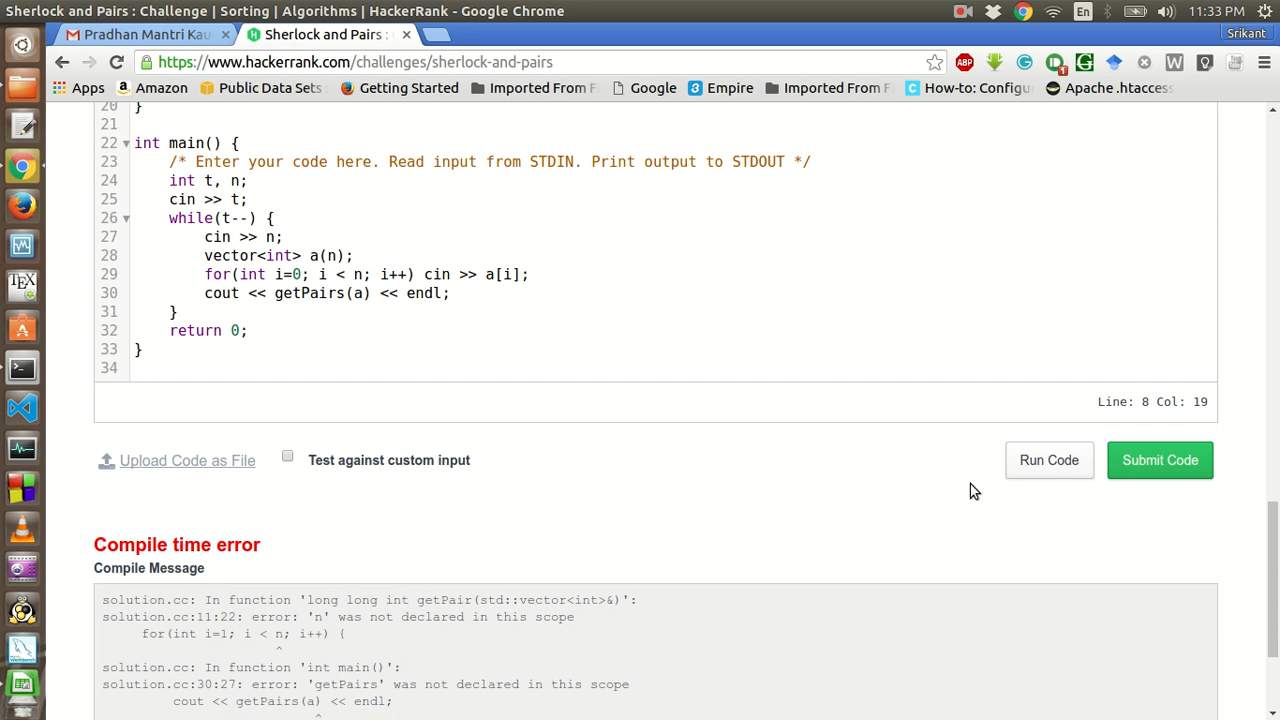 Sherlock and Pairs : Challenge | Sorting | Algorithms | HackerRank - Google Chrome
En
11:33 PM
Pradhan Mantri Kau ×
Sherlock and Pairs : ×
Srikant
https://www.hackerrank.com/challenges/sherlock-and-pairs
ABP G 1 G W
Apps Amazon Public Data Sets Getting Started Imported From F Google Empire Imported From F How-to: Configu Apache .htacces
20 }
21
22 int main() {
23 /* Enter your code here. Read input from STDIN. Print output to STDOUT */
24 int t, n;
25 cin >> t;
26 while(t--) {
27 cin >> n;
28 vector<int> a(n);
29 for(int i=0; i < n; i++) cin >> a[i];
30 cout << getPairs(a) << endl;
31 }
32 return 0;
33 }
34
Line: 8 Col: 19
Upload Code as File
Test against custom input
Run Code
Submit Code
Compile time error
Compile Message
solution.cc: In function 'long long int getPair(std::vector<int>&)':
solution.cc:11:22: error: 'n' was not declared in this scope
for(int i=1; i < n; i++) {
^
solution.cc: In function 'int main()':
solution.cc:30:27: error: 'getPairs' was not declared in this scope
cout << getPairs(a) << endl;
^